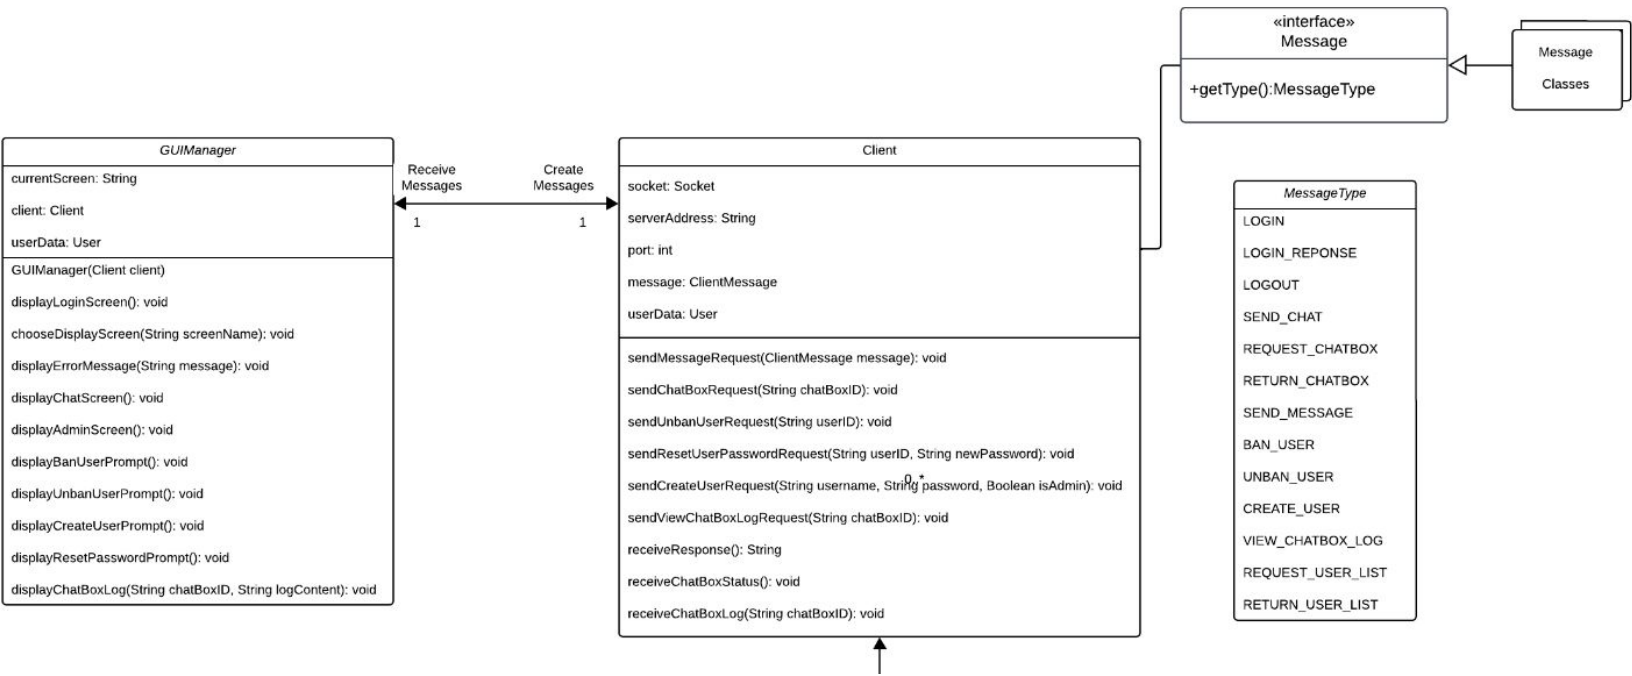 «interface»
Message
+getType():MessageType
Message
Classes
GUIManager
currentScreen: String
client: Client
userData: User
GUIManager(Client client)
displayLoginScreen(): void
chooseDisplayScreen(String screenName): void
displayErrorMessage(String message): void
displayChatScreen(): void
displayAdminScreen(): void
displayBanUserPrompt(): void
displayUnbanUserPrompt(): void
displayCreateUserPrompt(): void
displayResetPasswordPrompt(): void
displayChatBoxLog(String chatBoxID, String logContent): void
Receive
Messages
1
Create
Messages
1
Client
socket: Socket
serverAddress: String
port: int
message: ClientMessage
userData: User
sendMessageRequest(ClientMessage message): void
sendChatBoxRequest(String chatBoxID): void
sendUnbanUserRequest(String userID): void
sendResetUserPasswordRequest(String userID, String newPassword): void
0..*
sendCreateUserRequest(String username, String password, Boolean isAdmin): void
sendViewChatBoxLogRequest(String chatBoxID): void
receiveResponse(): String
receiveChatBoxStatus(): void
receiveChatBoxLog(String chatBoxID): void
MessageType
LOGIN
LOGIN_REPONSE
LOGOUT
SEND_CHAT
REQUEST_CHATBOX
RETURN_CHATBOX
SEND_MESSAGE
BAN_USER
UNBAN_USER
CREATE_USER
VIEW_CHATBOX_LOG
REQUEST_USER_LIST
RETURN_USER_LIST